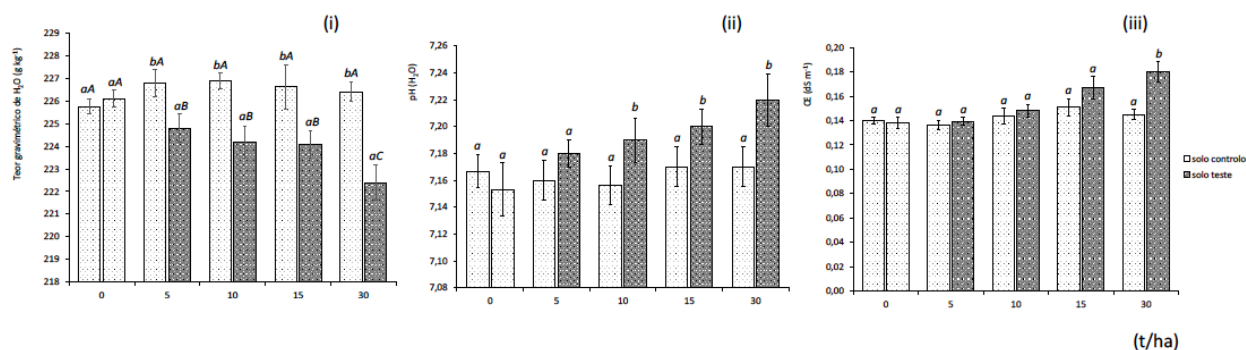 (i)
Teor gravimétrico de H₂O (g kg⁻¹)
229
228
227
226
225
224
223
222
221
220
219
218
aA aA bA aB bA aB bA aB bA aC
0 5 10 15 30
(ii)
pH (H₂O)
7,26
7,24
7,22
7,20
7,18
7,16
7,14
7,12
7,10
7,08
a a a a a b a b a b
0 5 10 15 30
(iii)
CE (dS m⁻¹)
0,20
0,18
0,16
0,14
0,12
0,10
0,08
0,06
0,04
0,02
0,00
a a a a a a a a a b
0 5 10 15 30
solo controlo
solo teste
(t/ha)